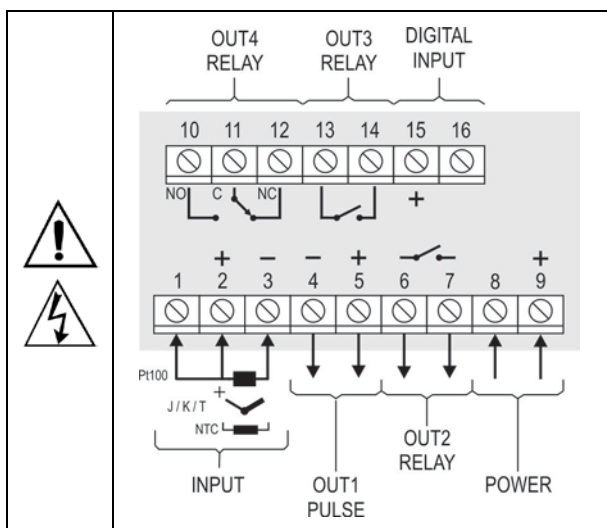 OUT4 RELAY OUT3 RELAY DIGITAL INPUT
10 11 12 13 14 15 16
NO C NC +
+ − − + +
1 2 3 4 5 6 7 8 9
Pt100
+
J / K / T
NTC
INPUT OUT1 PULSE OUT2 RELAY POWER